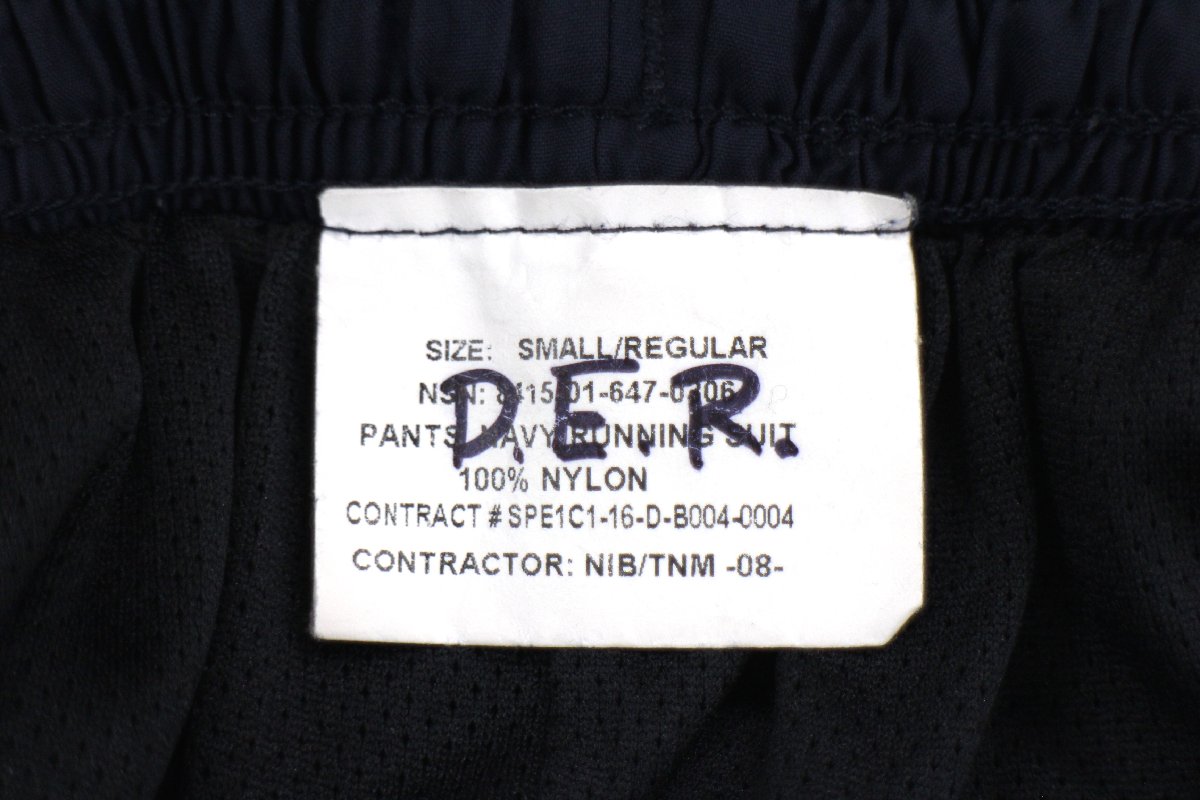 SIZE: SMALL/REGULAR
NSN: 8415-01-647-0306
D.E.R.
PANTS, NAVY RUNNING SUIT
100% NYLON
CONTRACT # SPE1C1-16-D-B004-0004
CONTRACTOR: NIB/TNM -08-